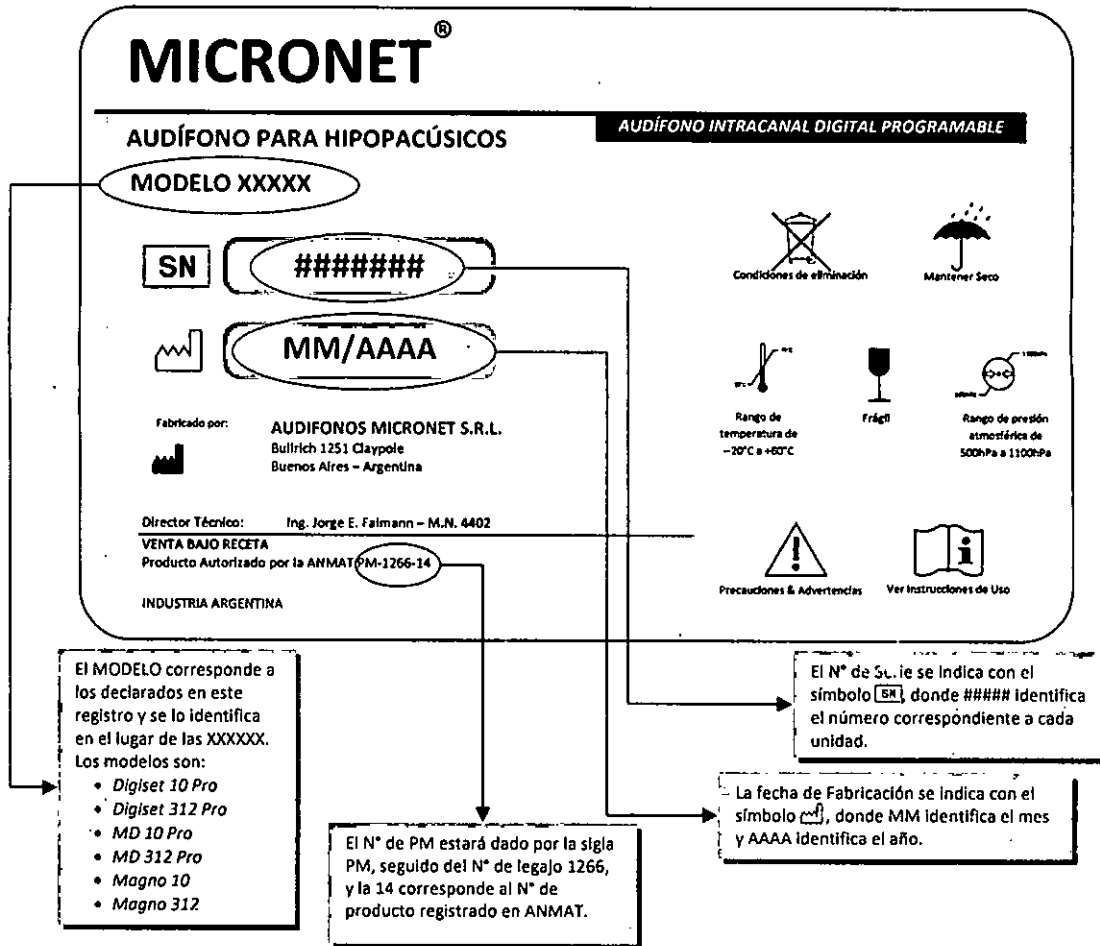 MICRONET®
AUDÍFONO PARA HIPOPACÚSICOS
AUDÍFONO INTRACANAL DIGITAL PROGRAMABLE
MODELO XXXXX
SN
#######
MM/AAAA
Condiciones de eliminación
Mantener Seco
Rango de
temperatura de
–20°C a +60°C
Frágil
Rango de presión
atmosférica de
500hPa a 1100hPa
Fabricado por:
AUDIFONOS MICRONET S.R.L.
Bullrich 1251 Claypole
Buenos Aires – Argentina
Director Técnico: Ing. Jorge E. Faimann – M.N. 4402
VENTA BAJO RECETA
Producto Autorizado por la ANMAT PM-1266-14
INDUSTRIA ARGENTINA
Precauciones & Advertencias
Ver Instrucciones de Uso
El MODELO corresponde a
los declarados en este
registro y se lo identifica
en el lugar de las XXXXXX.
Los modelos son:
• Digiset 10 Pro
• Digiset 312 Pro
• MD 10 Pro
• MD 312 Pro
• Magno 10
• Magno 312
El N° de PM estará dado por la sigla
PM, seguido del N° de legajo 1266,
y la 14 corresponde al N° de
producto registrado en ANMAT.
El N° de Serie se indica con el
símbolo SN, donde ##### identifica
el número correspondiente a cada
unidad.
La fecha de Fabricación se indica con el
símbolo , donde MM identifica el mes
y AAAA identifica el año.